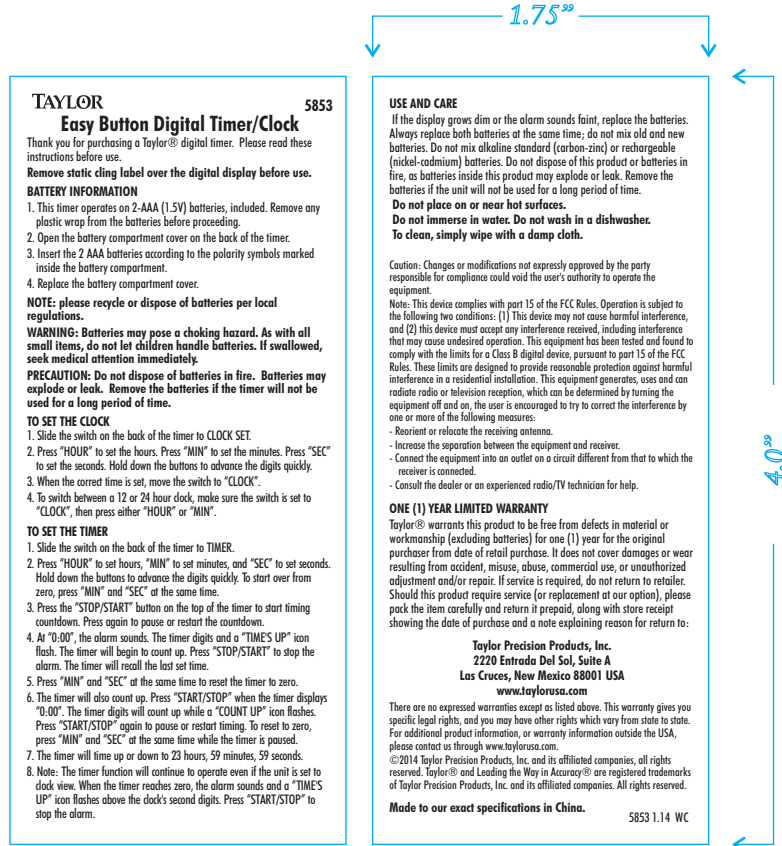 1.75”
TAYLOR 5853
Easy Button Digital Timer/Clock
Thank you for purchasing a Taylor® digital timer. Please read these
instructions before use.
Remove static cling label over the digital display before use.
BATTERY INFORMATION
1. This timer operates on 2-AAA (1.5V) batteries, included. Remove any
plastic wrap from the batteries before proceeding.
2. Open the battery compartment cover on the back of the timer.
3. Insert the 2 AAA batteries according to the polarity symbols marked
inside the battery compartment.
4. Replace the battery compartment cover.
NOTE: please recycle or dispose of batteries per local
regulations.
WARNING: Batteries may pose a choking hazard. As with all
small items, do not let children handle batteries. If swallowed,
seek medical attention immediately.
PRECAUTION: Do not dispose of batteries in fire. Batteries may
explode or leak. Remove the batteries if the timer will not be
used for a long period of time.
TO SET THE CLOCK
1. Slide the switch on the back of the timer to CLOCK SET.
2. Press “HOUR” to set the hours. Press “MIN” to set the minutes. Press “SEC”
to set the seconds. Hold down the buttons to advance the digits quickly.
3. When the correct time is set, move the switch to “CLOCK”.
4. To switch between a 12 or 24 hour clock, make sure the switch is set to
“CLOCK”, then press either “HOUR” or “MIN”.
TO SET THE TIMER
1. Slide the switch on the back of the timer to TIMER.
2. Press “HOUR” to set hours, “MIN” to set minutes, and “SEC” to set seconds.
Hold down the buttons to advance the digits quickly. To start over from
zero, press “MIN” and “SEC” at the same time.
3. Press the “STOP/START” button on the top of the timer to start timing
countdown. Press again to pause or restart the countdown.
4. At “0:00”, the alarm sounds. The timer digits and a “TIME'S UP” icon
flash. The timer will begin to count up. Press “STOP/START” to stop the
alarm. The timer will recall the last set time.
5. Press “MIN” and “SEC” at the same time to reset the timer to zero.
6. The timer will also count up. Press “START/STOP” when the timer displays
“0:00”. The timer digits will count up while a “COUNT UP” icon flashes.
Press “START/STOP” again to pause or restart timing. To reset to zero,
press “MIN” and “SEC” at the same time while the timer is paused.
7. The timer will time up or down to 23 hours, 59 minutes, 59 seconds.
8. Note: The timer function will continue to operate even if the unit is set to
clock view. When the timer reaches zero, the alarm sounds and a “TIME'S
UP” icon flashes above the clock's second digits. Press “START/STOP” to
stop the alarm.
USE AND CARE
If the display grows dim or the alarm sounds faint, replace the batteries.
Always replace both batteries at the same time; do not mix old and new
batteries. Do not mix alkaline standard (carbon-zinc) or rechargeable
(nickel-cadmium) batteries. Do not dispose of this product or batteries in
fire, as batteries inside this product may explode or leak. Remove the
batteries if the unit will not be used for a long period of time.
Do not place on or near hot surfaces.
Do not immerse in water. Do not wash in a dishwasher.
To clean, simply wipe with a damp cloth.
Caution: Changes or modifications not expressly approved by the party
responsible for compliance could void the user's authority to operate the
equipment.
Note: This device complies with part 15 of the FCC Rules. Operation is subject to
the following two conditions: (1) This device may not cause harmful interference,
and (2) this device must accept any interference received, including interference
that may cause undesired operation. This equipment has been tested and found to
comply with the limits for a Class B digital device, pursuant to part 15 of the FCC
Rules. These limits are designed to provide reasonable protection against harmful
interference in a residential installation. This equipment generates, uses and can
radiate radio or television reception, which can be determined by turning the
equipment off and on, the user is encouraged to try to correct the interference by
one or more of the following measures:
- Reorient or relocate the receiving antenna.
- Increase the separation between the equipment and receiver.
- Connect the equipment into an outlet on a circuit different from that to which the
receiver is connected.
- Consult the dealer or an experienced radio/TV technician for help.
ONE (1) YEAR LIMITED WARRANTY
Taylor® warrants this product to be free from defects in material or
workmanship (excluding batteries) for one (1) year for the original
purchaser from date of retail purchase. It does not cover damages or wear
resulting from accident, misuse, abuse, commercial use, or unauthorized
adjustment and/or repair. If service is required, do not return to retailer.
Should this product require service (or replacement at our option), please
pack the item carefully and return it prepaid, along with store receipt
showing the date of purchase and a note explaining reason for return to:
Taylor Precision Products, Inc.
2220 Entrada Del Sol, Suite A
Las Cruces, New Mexico 88001 USA
www.taylorusa.com
There are no expressed warranties except as listed above. This warranty gives you
specific legal rights, and you may have other rights which vary from state to state.
For additional product information, or warranty information outside the USA,
please contact us through www.taylorusa.com.
©2014 Taylor Precision Products, Inc. and its affiliated companies, all rights
reserved. Taylor® and Leading the Way in Accuracy® are registered trademarks
of Taylor Precision Products, Inc. and its affiliated companies. All rights reserved.
Made to our exact specifications in China.
5853 1.14 WC
4.0”